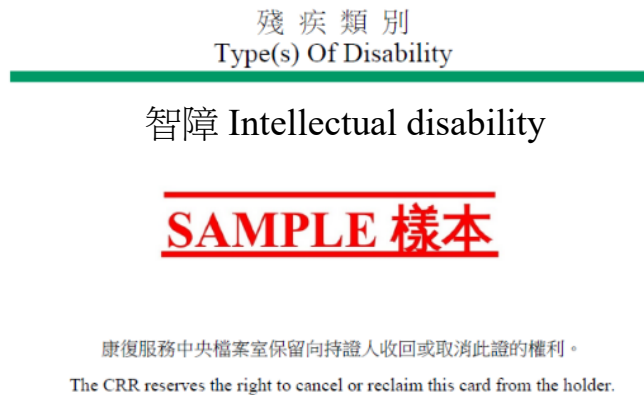 殘疾類別
Type(s) Of Disability
智障 Intellectual disability
SAMPLE 樣本
康復服務中央檔案室保留向持證人收回或取消此證的權利。
The CRR reserves the right to cancel or reclaim this card from the holder.